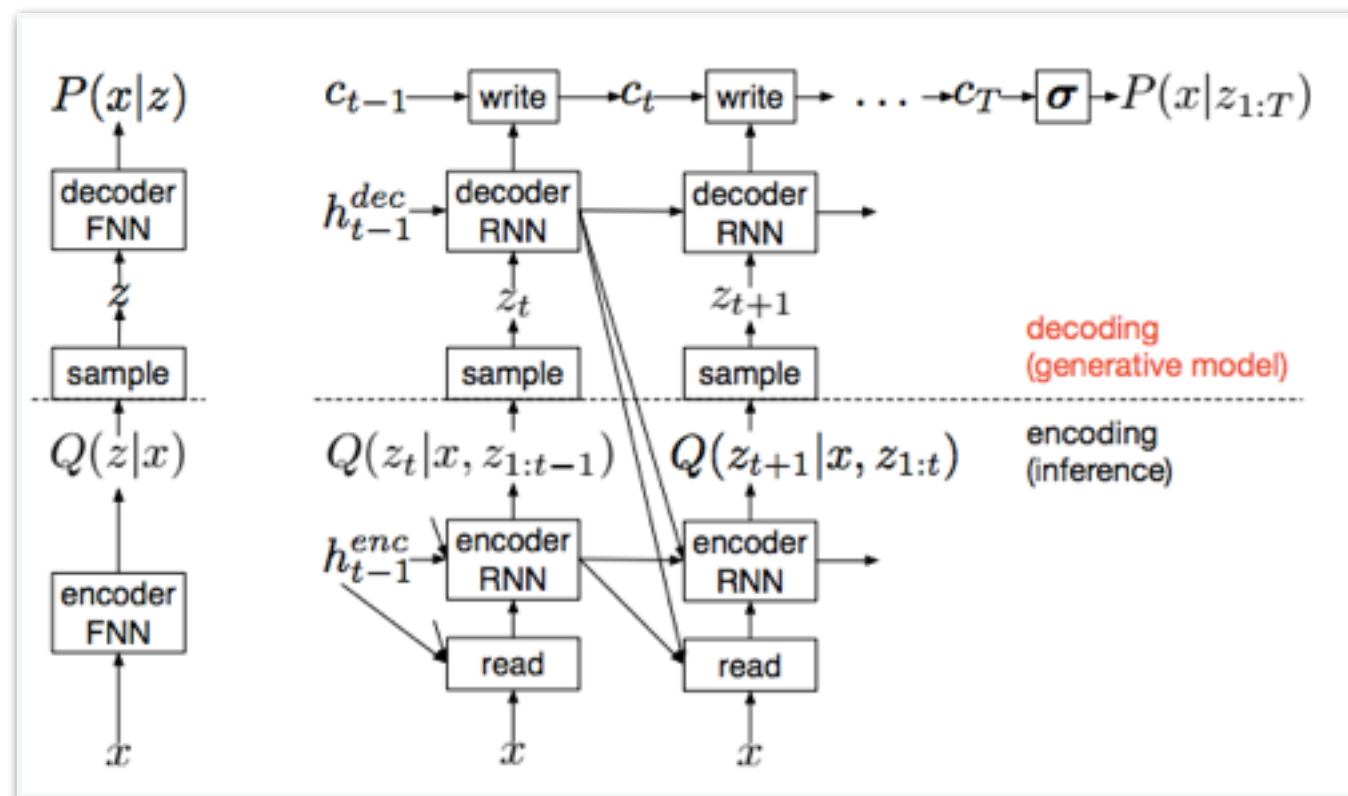 P(x|z)
decoder
FNN
z
sample
Q(z|x)
encoder
FNN
x
c_{t-1} write c_t write ... c_T σ P(x|z_{1:T})
h_{t-1}^{dec} decoder
RNN
decoder
RNN
z_t z_{t+1}
sample sample
decoding
(generative model)
Q(z_t|x, z_{1:t-1}) Q(z_{t+1}|x, z_{1:t})
encoding
(inference)
h_{t-1}^{enc} encoder
RNN
encoder
RNN
read read
x x